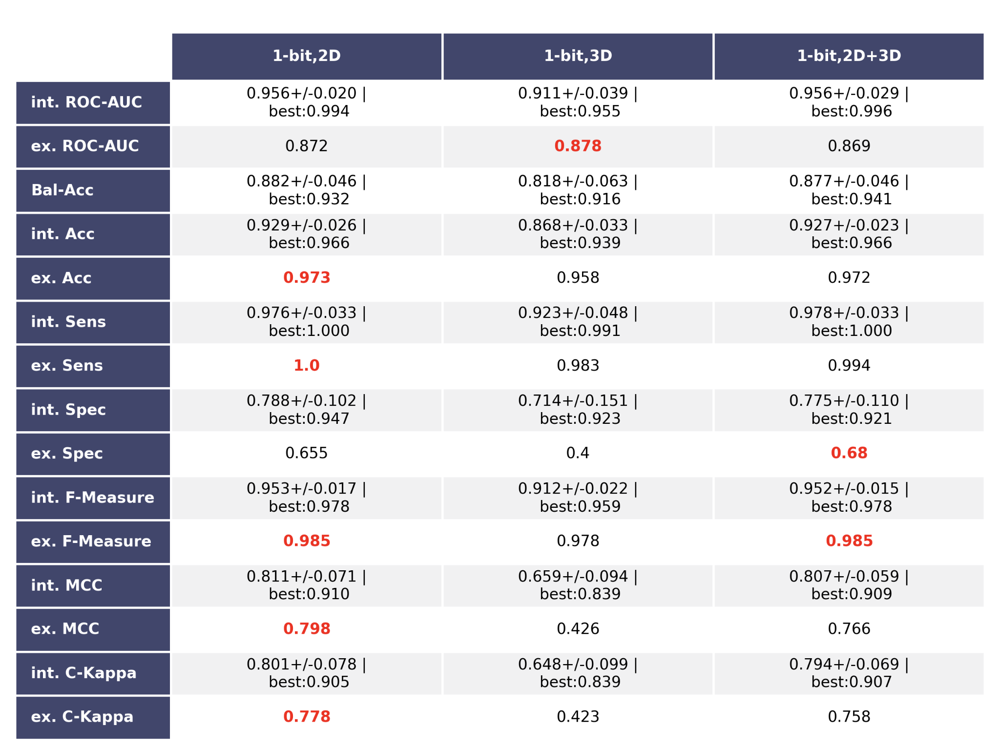 1-bit,2D 1-bit,3D 1-bit,2D+3D
int. ROC-AUC 0.956+/-0.020 | 0.911+/-0.039 | 0.956+/-0.029 |
best:0.994 best:0.955 best:0.996
ex. ROC-AUC 0.872 0.878 0.869
Bal-Acc 0.882+/-0.046 | 0.818+/-0.063 | 0.877+/-0.046 |
best:0.932 best:0.916 best:0.941
int. Acc 0.929+/-0.026 | 0.868+/-0.033 | 0.927+/-0.023 |
best:0.966 best:0.939 best:0.966
ex. Acc 0.973 0.958 0.972
int. Sens 0.976+/-0.033 | 0.923+/-0.048 | 0.978+/-0.033 |
best:1.000 best:0.991 best:1.000
ex. Sens 1.0 0.983 0.994
int. Spec 0.788+/-0.102 | 0.714+/-0.151 | 0.775+/-0.110 |
best:0.947 best:0.923 best:0.921
ex. Spec 0.655 0.4 0.68
int. F-Measure 0.953+/-0.017 | 0.912+/-0.022 | 0.952+/-0.015 |
best:0.978 best:0.959 best:0.978
ex. F-Measure 0.985 0.978 0.985
int. MCC 0.811+/-0.071 | 0.659+/-0.094 | 0.807+/-0.059 |
best:0.910 best:0.839 best:0.909
ex. MCC 0.798 0.426 0.766
int. C-Kappa 0.801+/-0.078 | 0.648+/-0.099 | 0.794+/-0.069 |
best:0.905 best:0.839 best:0.907
ex. C-Kappa 0.778 0.423 0.758